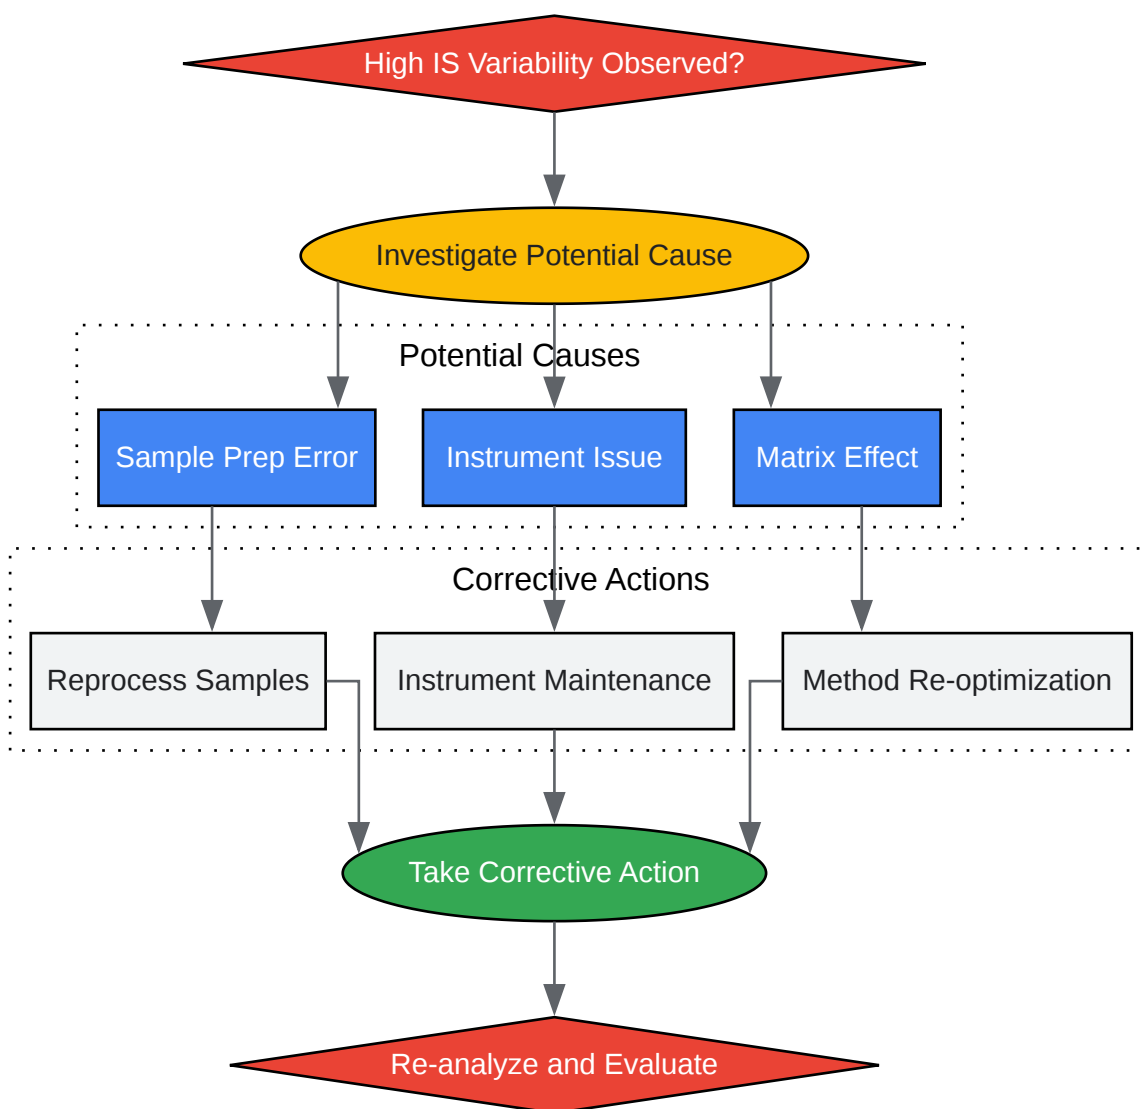 High IS Variability Observed?
Investigate Potential Cause
Potential Causes
Sample Prep Error
Instrument Issue
Matrix Effect
Corrective Actions
Reprocess Samples
Instrument Maintenance
Method Re-optimization
Take Corrective Action
Re-analyze and Evaluate